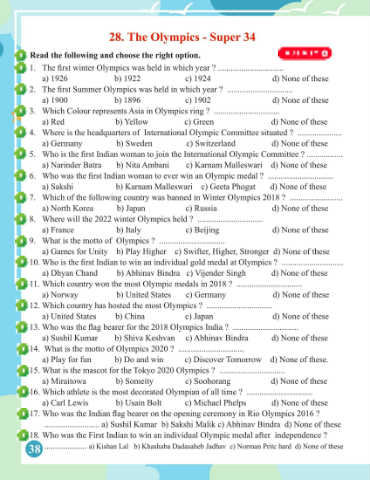 28. The Olympics - Super 34
Read the following and choose the right option.
1. The first winter Olympics was held in which year ? ..............................
a) 1926 b) 1922 c) 1924 d) None of these
2. The first Summer Olympics was held in which year ? ..............................
a) 1900 b) 1896 c) 1902 d) None of these
3. Which Colour represents Asia in Olympics ring ? ..............................
a) Red b) Yellow c) Green d) None of these
4. Where is the headquarters of International Olympic Committee situated ? ....................
a) Germany b) Sweden c) Switzerland d) None of these
5. Who is the first Indian woman to join the International Olympic Committee ? .................
a) Narinder Batra b) Nita Ambani c) Karnam Malleswari d) None of these
6. Who was the first Indian woman to ever win an Olympic medal ? ..............................
a) Sakshi b) Karnam Malleswari c) Geeta Phogat d) None of these
7. Which of the following country was banned in Winter Olympics 2018 ? .........................
a) North Korea b) Japan c) Russia d) None of these
8. Where will the 2022 winter Olympics held ? ..............................
a) France b) Italy c) Beijing d) None of these
9. What is the motto of Olympics ? ..............................
a) Games for Unity b) Play Higher c) Swifter, Higher, Stronger d) None of these
10. Who is the first Indian to win an individual gold medal at Olympics ? ..............................
a) Dhyan Chand b) Abhinav Bindra c) Vijender Singh d) None of these
11. Which country won the most Olympic medals in 2018 ? ..............................
a) Norway b) United States c) Germany d) None of these
12. Which country has hosted the most Olympics ? ..............................
a) United States b) China c) Japan d) None of these
13. Who was the flag bearer for the 2018 Olympics India ? ..............................
a) Sushil Kumar b) Shiva Keshvan c) Abhinav Bindra d) None of these
14. What is the motto of Olympics 2020 ? ..............................
a) Play for fun b) Do and win c) Discover Tomorrow d) None of these.
15. What is the mascot for the Tokyo 2020 Olympics ? ..............................
a) Miraitowa b) Someity c) Soohorang d) None of these
16. Which athlete is the most decorated Olympian of all time ? ..............................
a) Carl Lewis b) Usain Bolt c) Michael Phelps d) None of these
17. Who was the Indian flag bearer on the opening ceremony in Rio Olympics 2016 ?
.......................... a) Sushil Kumar b) Sakshi Malik c) Abhinav Bindra d) None of these
18. Who was the First Indian to win an individual Olympic medal after independence ?
38 .................... a) Kishan Lal b) Khashaba Dadasaheb Jadhav c) Norman Pritchard d) None of these